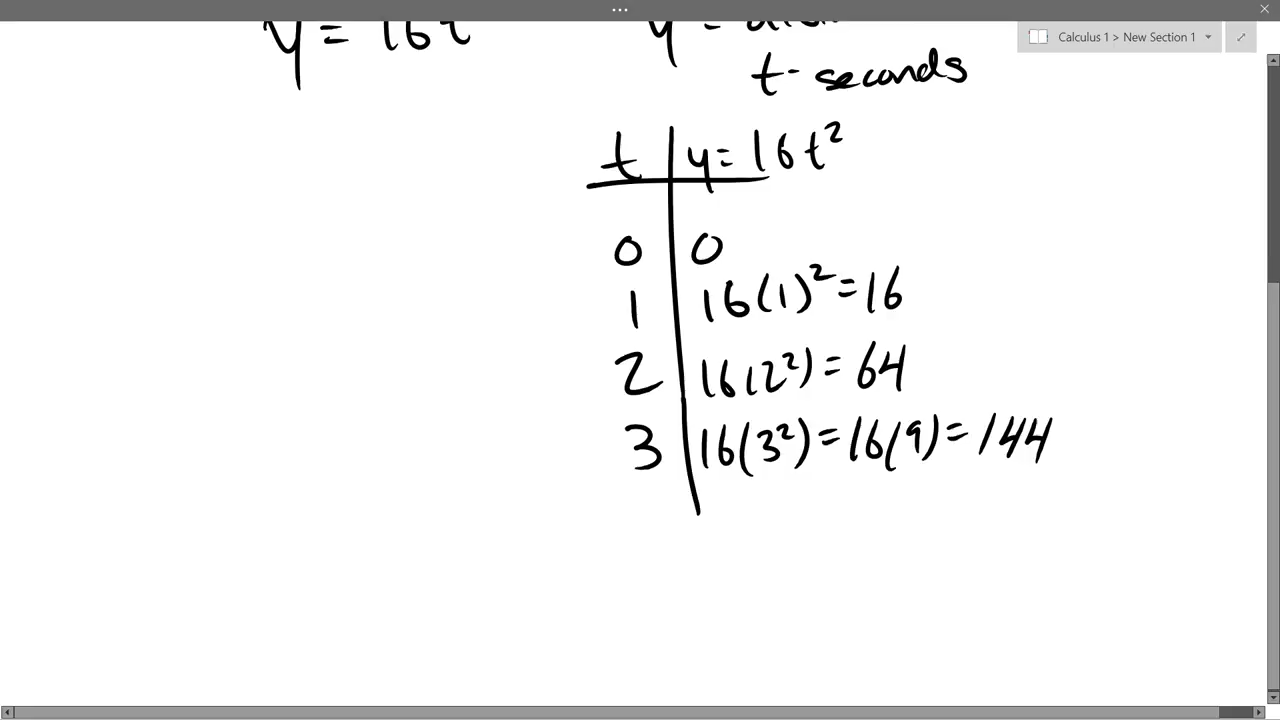 Calculus 1 > New Section 1
y = 16t
y =
t - seconds
t y = 16t²
0 0
1 16(1)² = 16
2 16(2²) = 64
3 16(3²) = 16(9) = 144